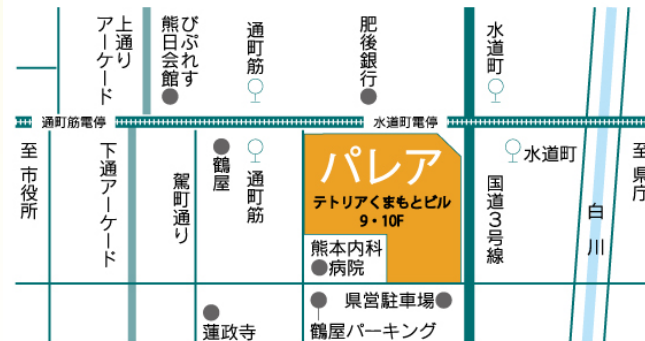 上通り
アーケード
びぷれす
熊日会館
通町筋
肥後銀行
水道町
通町筋電停
水道町電停
至 市役所
下通アーケード
駕町通り
鶴屋
通町筋
パレア
テトリアくまもとビル
9・10F
熊本内科
病院
国道3号線
水道町
白川
至 県庁
蓮政寺
鶴屋パーキング
県営駐車場